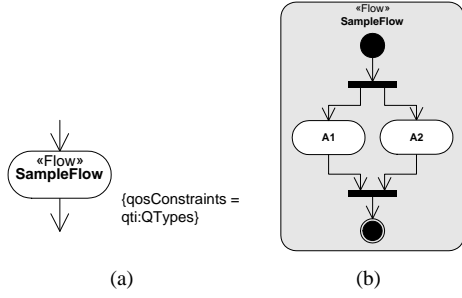 «Flow»
SampleFlow
{qosConstraints =
qti:QTypes}
(a)
«Flow»
SampleFlow
A1
A2
(b)